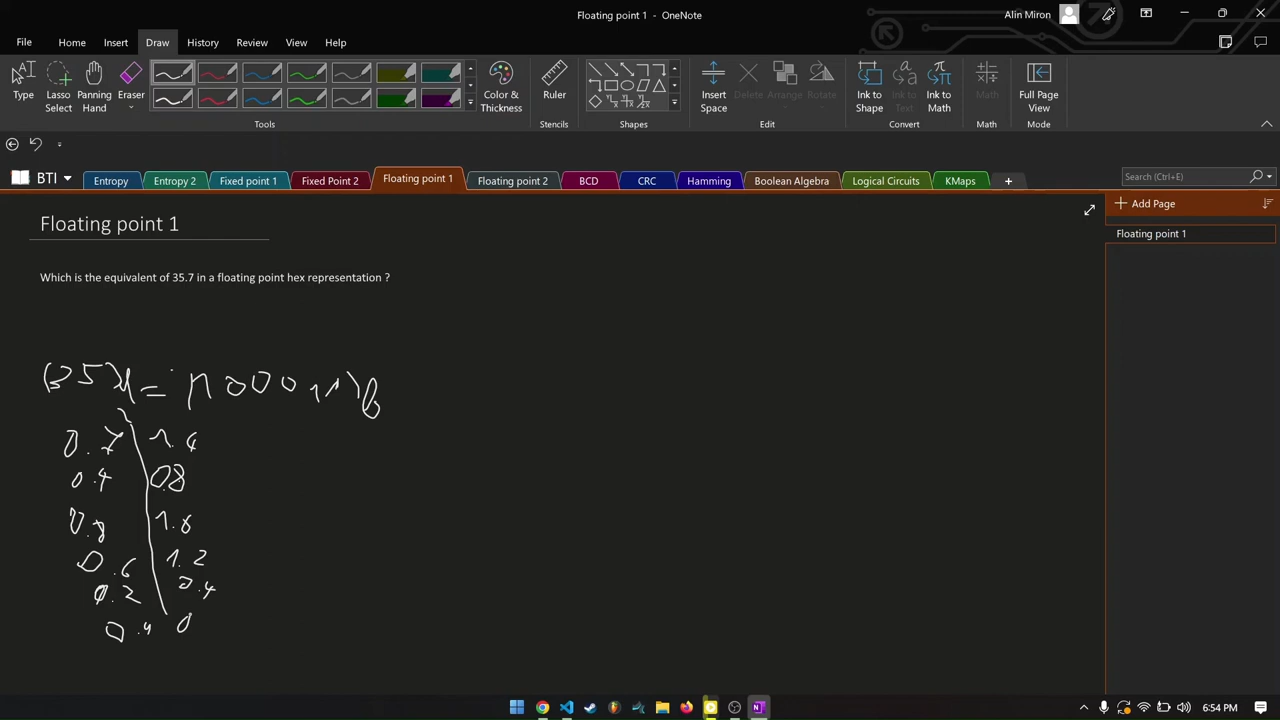 Floating point 1 - OneNote
Alin Miron
File Home Insert Draw History Review View Help
Type
Lasso Select
Panning Hand
Eraser
Color & Thickness
Ruler
Insert Space
Delete
Arrange
Rotate
Ink to Shape
Ink to Text
Ink to Math
Math
Full Page View
Tools
Stencils
Shapes
Edit
Convert
Math
Mode
BTI
Entropy
Entropy 2
Fixed point 1
Fixed Point 2
Floating point 1
Floating point 2
BCD
CRC
Hamming
Boolean Algebra
Logical Circuits
KMaps
Search (Ctrl+E)
Add Page
Floating point 1
Floating point 1
Which is the equivalent of 35.7 in a floating point hex representation ?
0.7 1.4
0.4 0.8
0.8 1.6
0.6 1.2
0.2 0.4
0.4 0
6:54 PM